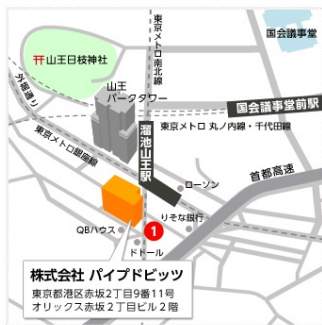 国会議事堂
山王日枝神社
東京メトロ南北線
外堀通り
山王
パークタワー
国会議事堂前駅
東京メトロ 丸ノ内線・千代田線
東京メトロ銀座線
溜池山王駅
首都高速
ローソン
りそな銀行
QBハウス
1
ドトール
株式会社 パイプドビッツ
東京都港区赤坂2丁目9番11号
オリックス赤坂2丁目ビル2階